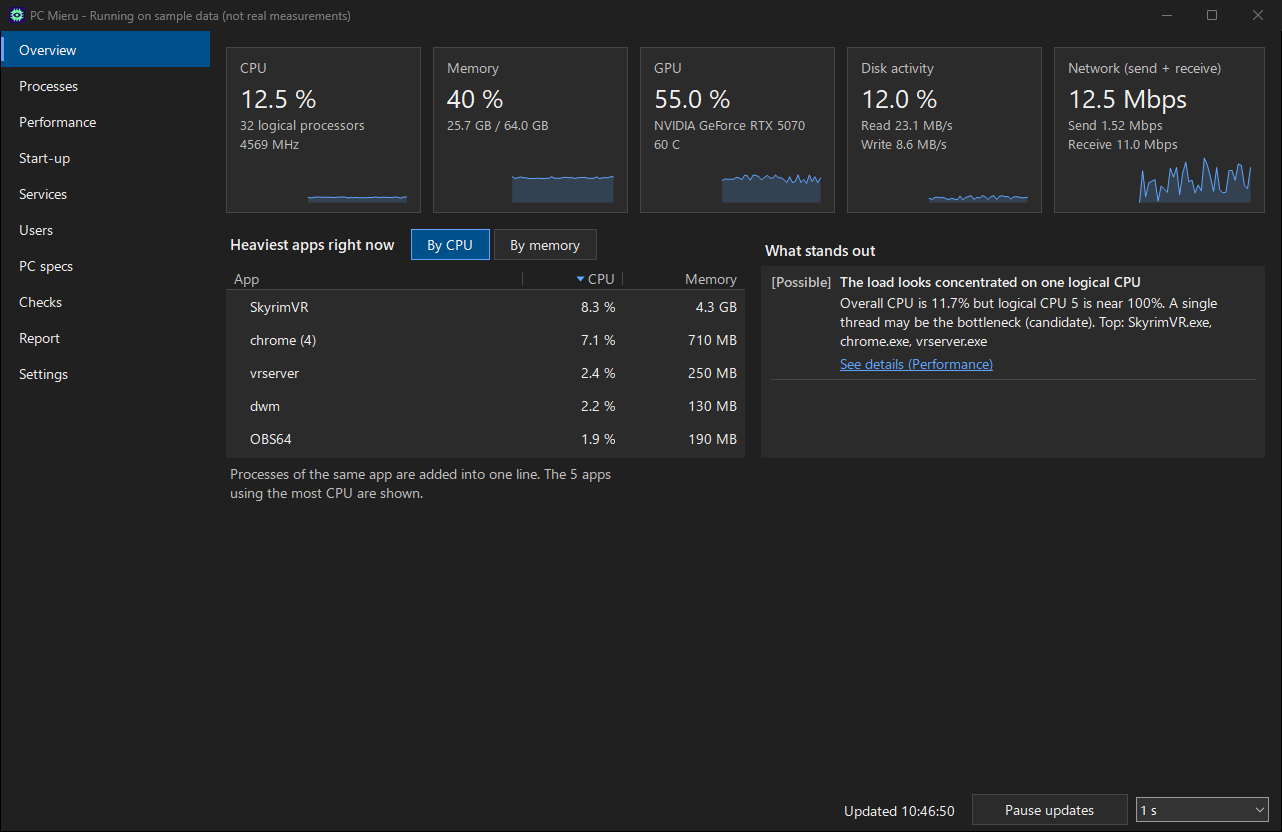 PC Mieru - Running on sample data (not real measurements)
Overview
Processes
Performance
Start-up
Services
Users
PC specs
Checks
Report
Settings
CPU
12.5 %
32 logical processors
4569 MHz
Memory
40 %
25.7 GB / 64.0 GB
GPU
55.0 %
NVIDIA GeForce RTX 5070
60 C
Disk activity
12.0 %
Read 23.1 MB/s
Write 8.6 MB/s
Network (send + receive)
12.5 Mbps
Send 1.52 Mbps
Receive 11.0 Mbps
Heaviest apps right now
By CPU
By memory
App CPU Memory
SkyrimVR 8.3 % 4.3 GB
chrome (4) 7.1 % 710 MB
vrserver 2.4 % 250 MB
dwm 2.2 % 130 MB
OBS64 1.9 % 190 MB
Processes of the same app are added into one line. The 5 apps
using the most CPU are shown.
What stands out
[Possible] The load looks concentrated on one logical CPU
Overall CPU is 11.7% but logical CPU 5 is near 100%. A single
thread may be the bottleneck (candidate). Top: SkyrimVR.exe,
chrome.exe, vrserver.exe
See details (Performance)
Updated 10:46:50
Pause updates
1 s